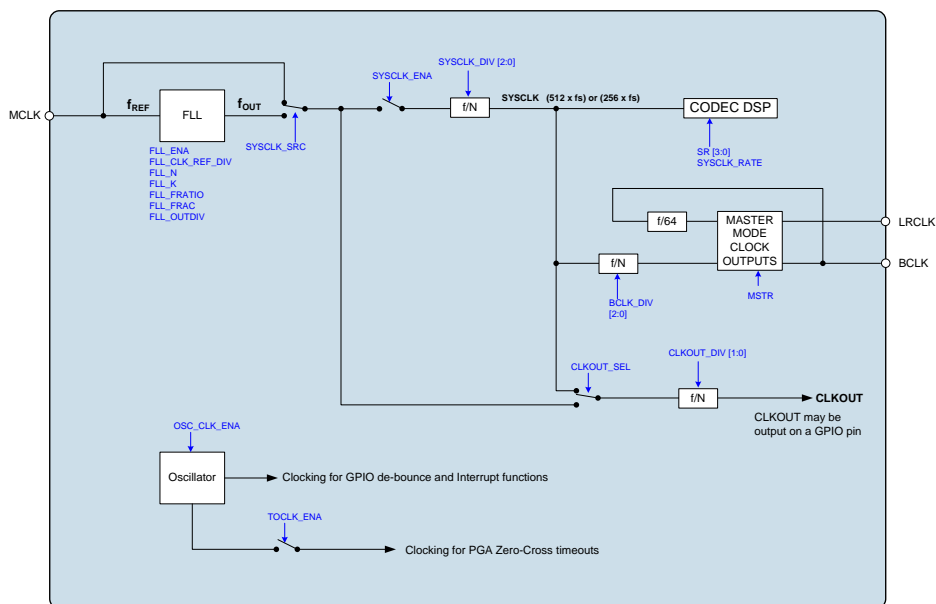 SYSCLK_DIV [2:0]
SYSCLK_ENA
MCLK
fREF
FLL
fOUT
f/N
SYSCLK (512 x fs) or (256 x fs)
CODEC DSP
SYSCLK_SRC
FLL_ENA
FLL_CLK_REF_DIV
FLL_N
FLL_K
FLL_FRATIO
FLL_FRAC
FLL_OUTDIV
SR [3:0]
SYSCLK_RATE
f/64
MASTER
MODE
CLOCK
OUTPUTS
LRCLK
BCLK
f/N
MSTR
BCLK_DIV
[2:0]
CLKOUT_SEL
CLKOUT_DIV [1:0]
f/N
CLKOUT
CLKOUT may be
output on a GPIO pin
OSC_CLK_ENA
Oscillator
Clocking for GPIO de-bounce and Interrupt functions
TOCLK_ENA
Clocking for PGA Zero-Cross timeouts